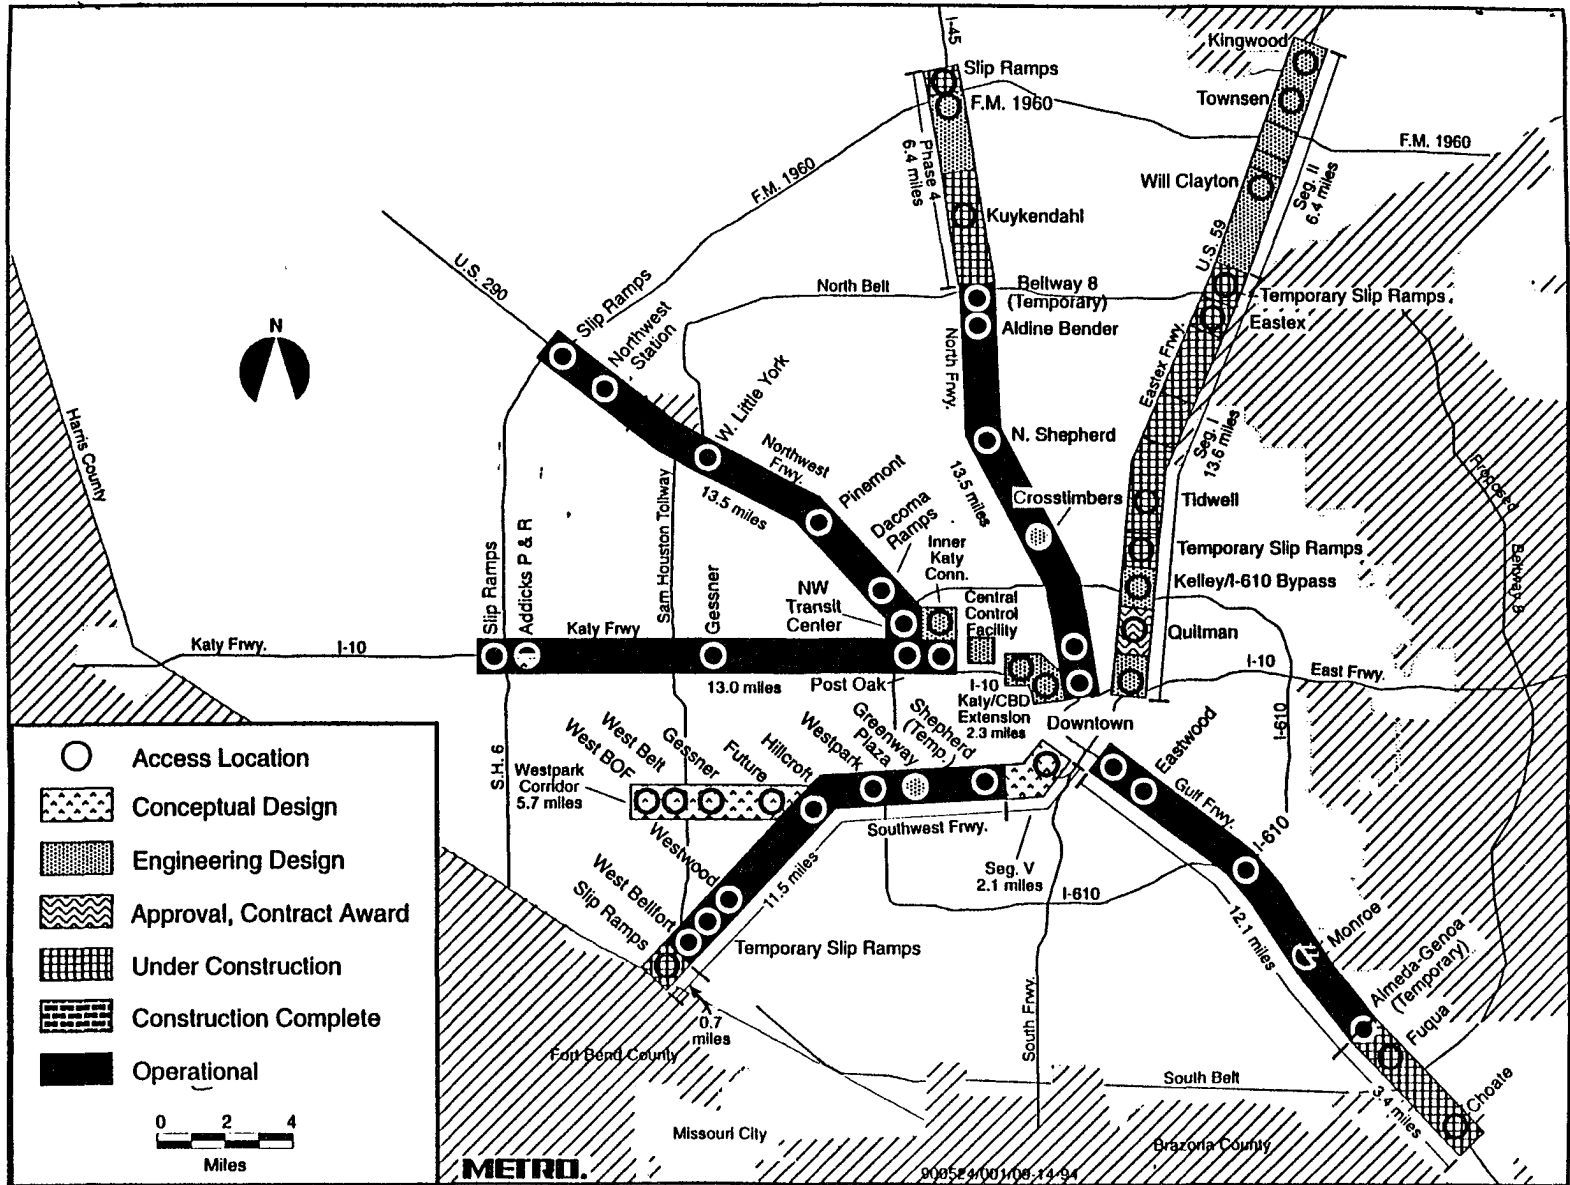 I-45
Kingwood
Slip Ramps
F.M. 1960
Townsen
F.M. 1960
F.M. 1960
Phase 4
6.4 miles
Will Clayton
Seg. II
6.4 miles
Kuykendahl
U.S. 59
U.S. 290
Slip Ramps
Northwest
Station
North Belt
Beltway 8
(Temporary)
Aldine Bender
Temporary Slip Ramps
Eastex
N
North Frwy.
Eastex Frwy.
Harris County
W. Little York
Northwest
Frwy.
13.5 miles
N. Shepherd
Seg. I
13.6 miles
Proposed
Beltway 8
Pinemont
13.5 miles
Crosstimbers
Tidwell
Dacoma
Ramps
Sam Houston Tollway
Slip Ramps
Addicks P & R
Gessner
Inner
Katy
Conn.
Temporary Slip Ramps
Kelley/I-610 Bypass
NW
Transit
Center
Central
Control
Facility
Quitman
Katy Frwy.
I-10
Katy Frwy
13.0 miles
Post Oak
I-10
Katy/CBD
Extension
2.3 miles
I-10
East Frwy.
Downtown
I-610
S.H. 6
Westpark
Corridor
5.7 miles
West BOF
West Belt
Gessner
Future
Hillcroft
Westpark
Greenway
Plaza
Shepherd
(Temp.)
Eastwood
Gulf Frwy.
I-610
Southwest Frwy.
Seg. V
2.1 miles
I-610
Westwood
West Bellfort
Slip Ramps
11.5 miles
Temporary Slip Ramps
12.1 miles
Monroe
Almeda-Genoa
(Temporary)
Fuqua
0.7
miles
South Frwy.
Fort Bend County
South Belt
3.4 miles
Choate
Missouri City
Brazoria County
Access Location
Conceptual Design
Engineering Design
Approval, Contract Award
Under Construction
Construction Complete
Operational
0 2 4
Miles
METRO.
900524/001/09-14-94